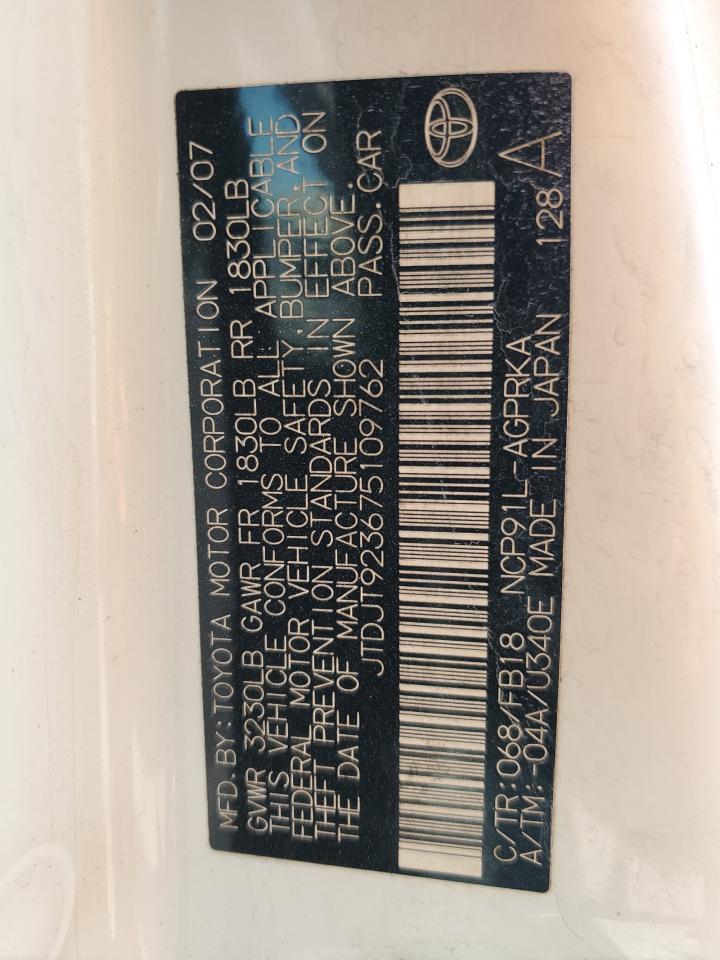 MFD. BY: TOYOTA MOTOR CORPORATION 02/07
GVWR 3230LB GAWR FR 1830LB RR 1830LB
THIS VEHICLE CONFORMS TO ALL APPLICABLE
FEDERAL MOTOR VEHICLE SAFETY, BUMPER, AND
THEFT PREVENTION STANDARDS IN EFFECT ON
THE DATE OF MANUFACTURE SHOWN ABOVE.
JTDJT923675109762 PASS. CAR
C/TR: 068/FB18 NCP91L-AGPRKA
A/TM: -04A/U340E MADE IN JAPAN 128 A